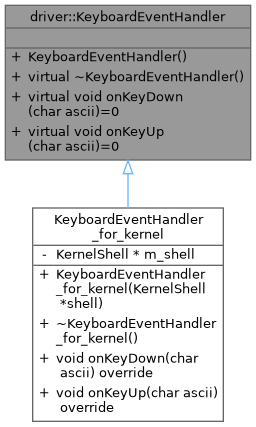 driver::KeyboardEventHandler
+ KeyboardEventHandler()
+ virtual ~KeyboardEventHandler()
+ virtual void onKeyDown
(char ascii)=0
+ virtual void onKeyUp
(char ascii)=0
KeyboardEventHandler
_for_kernel
- KernelShell * m_shell
+ KeyboardEventHandler
_for_kernel(KernelShell
*shell)
+ ~KeyboardEventHandler
_for_kernel()
+ void onKeyDown(char
ascii) override
+ void onKeyUp(char ascii)
override